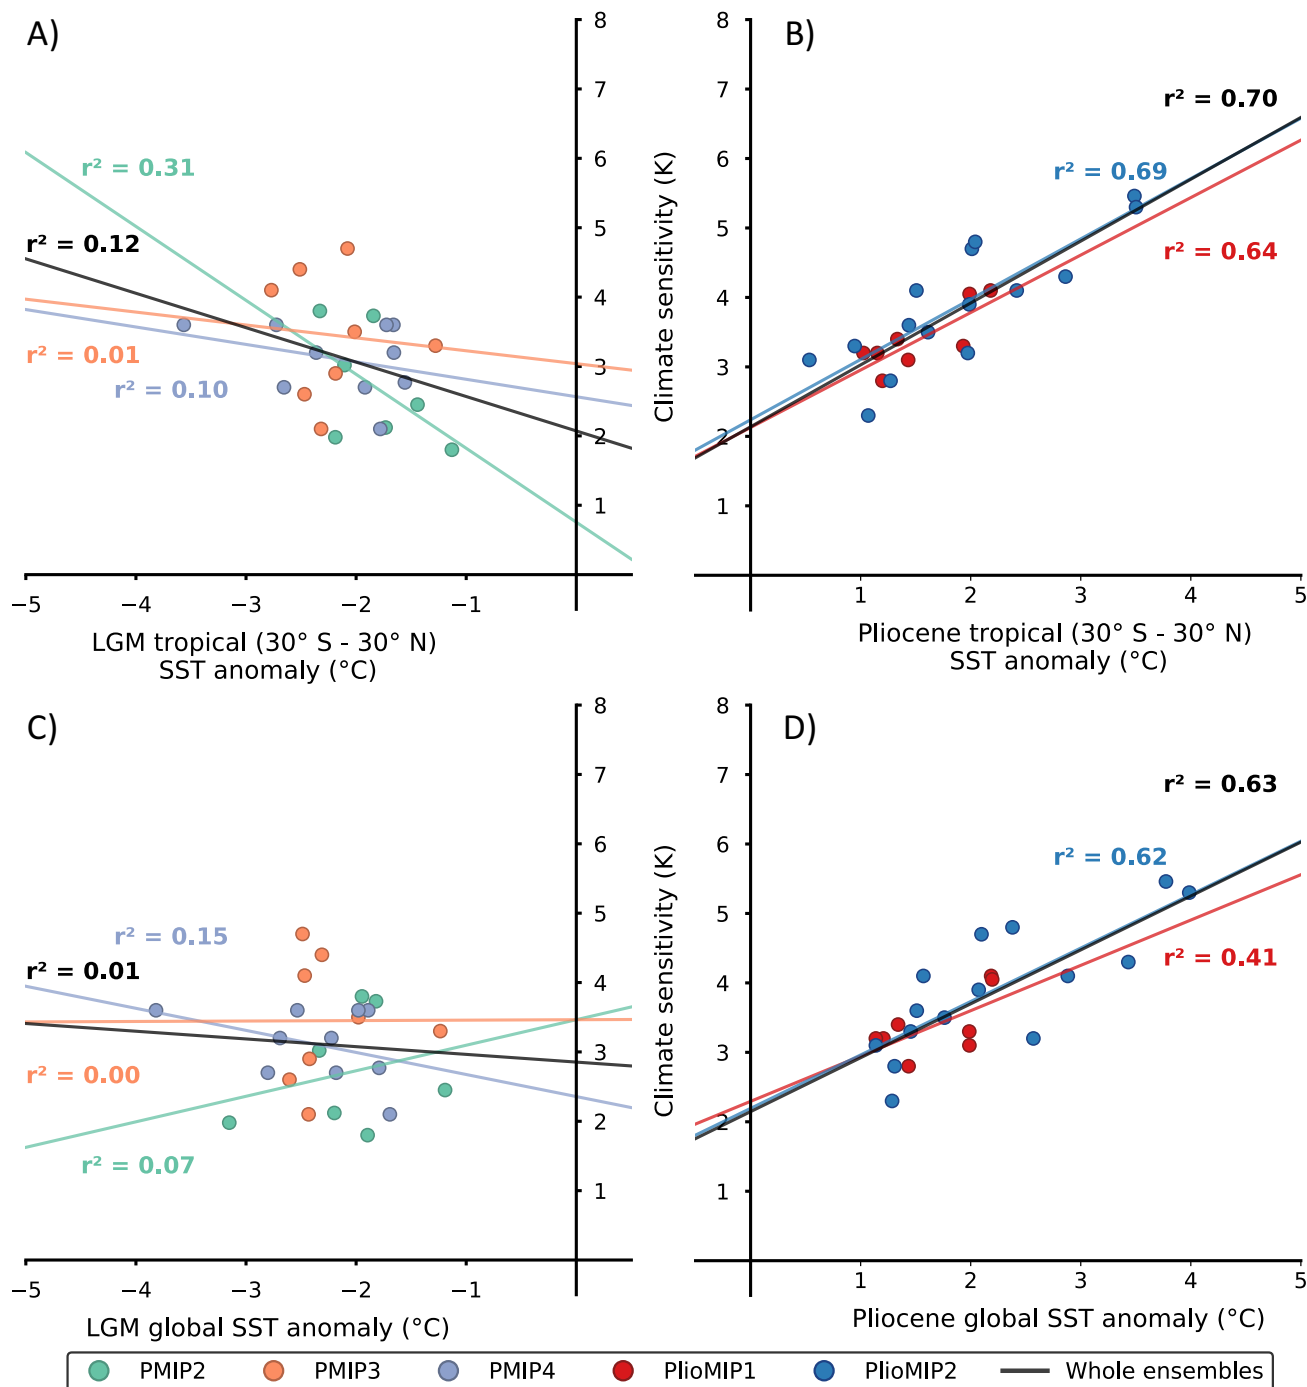 A)
8
7
6
5
4
3
2
1
Climate sensitivity (K)
r² = 0.31
r² = 0.12
r² = 0.01
r² = 0.10
−5
−4
−3
−2
−1
LGM tropical (30° S - 30° N)
SST anomaly (°C)
B)
8
7
6
5
4
3
2
1
r² = 0.70
r² = 0.69
r² = 0.64
1
2
3
4
5
Pliocene tropical (30° S - 30° N)
SST anomaly (°C)
C)
8
7
6
5
4
3
2
1
Climate sensitivity (K)
r² = 0.15
r² = 0.01
r² = 0.00
r² = 0.07
−5
−4
−3
−2
−1
LGM global SST anomaly (°C)
D)
8
7
6
5
4
3
2
1
r² = 0.63
r² = 0.62
r² = 0.41
1
2
3
4
5
Pliocene global SST anomaly (°C)
PMIP2
PMIP3
PMIP4
PlioMIP1
PlioMIP2
Whole ensembles